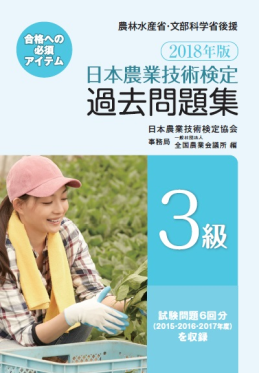 農林水産省・文部科学省後援
合格への
必須
アイテム
2018年版
日本農業技術検定
過去問題集
日本農業技術検定協会
事務局 一般社団法人 全国農業会議所 編
3級
試験問題6回分
(2015・2016・2017年度)
を収録